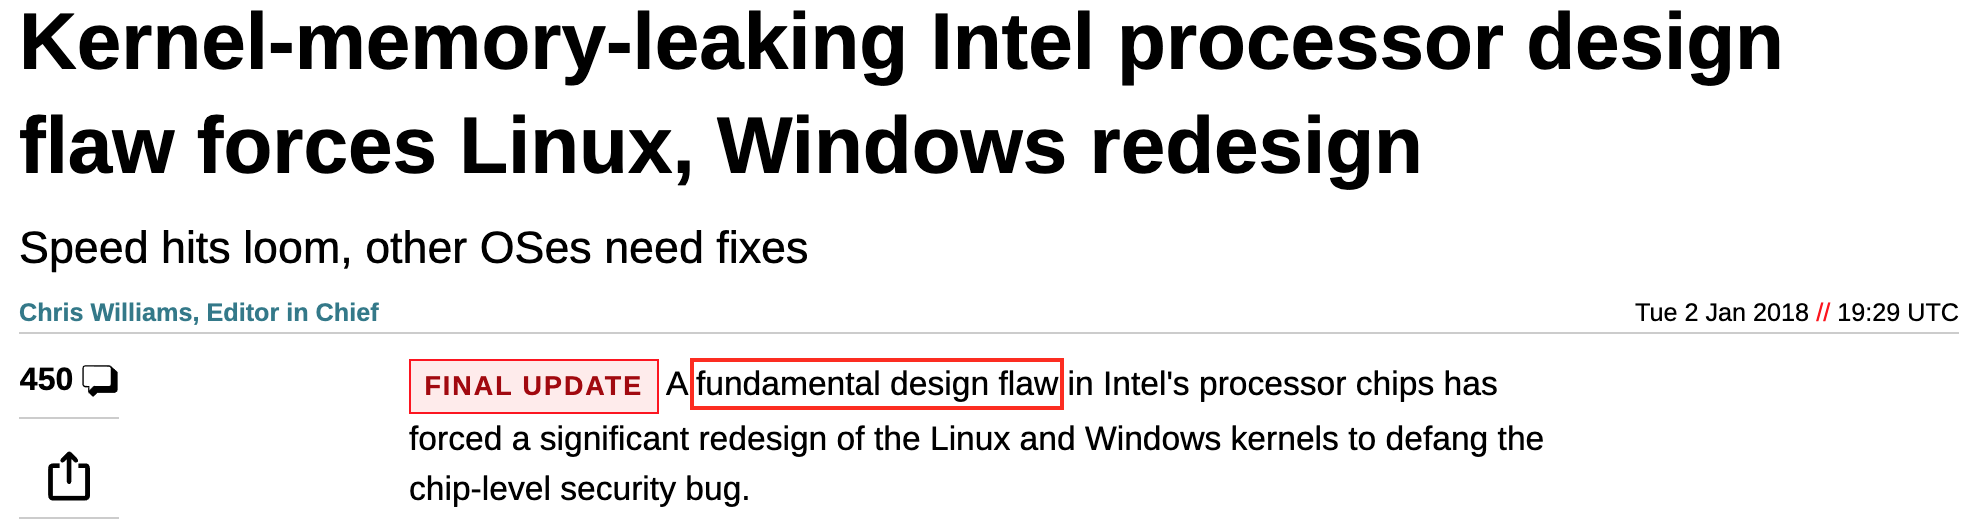 Kernel-memory-leaking Intel processor design
flaw forces Linux, Windows redesign
Speed hits loom, other OSes need fixes
Chris Williams, Editor in Chief
Tue 2 Jan 2018 // 19:29 UTC
450
FINAL UPDATE A fundamental design flaw in Intel's processor chips has
forced a significant redesign of the Linux and Windows kernels to defang the
chip-level security bug.